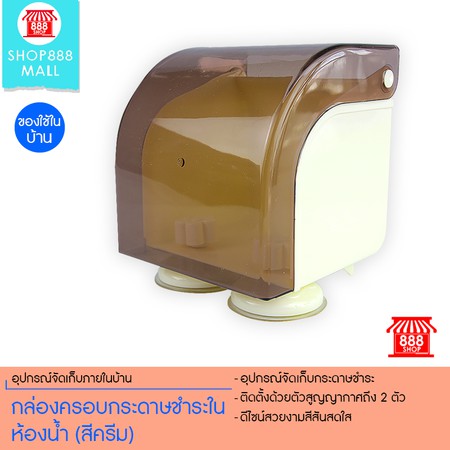 888
SHOP
SHOP888
MALL
ของใช้ใน
บ้าน
888
SHOP
อุปกรณ์จัดเก็บภายในบ้าน
กล่องครอบกระดาษชำระใน
ห้องน้ำ (สีครีม)
- อุปกรณ์จัดเก็บกระดาษชำระ
- ติดตั้งด้วยตัวสูญญากาศถึง 2 ตัว
- ดีไซน์สวยงามสีสันสดใส